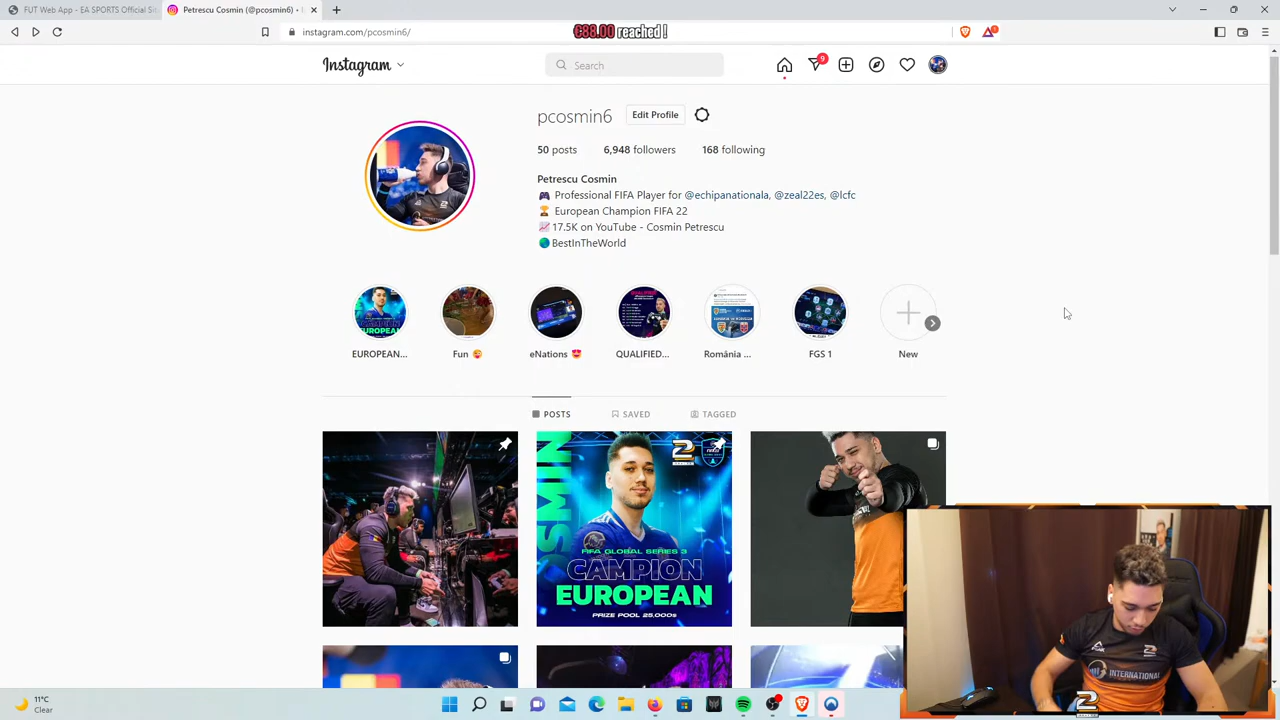 FUT Web App - EA SPORTS Official Sit
Petrescu Cosmin (@pcosmin6) •
instagram.com/pcosmin6/
€88.00 reached !
Instagram
Search
9
pcosmin6
Edit Profile
50 posts
6,948 followers
168 following
Petrescu Cosmin
🎮 Professional FIFA Player for @echipanationala, @zeal22es, @lcfc
🏆 European Champion FIFA 22
📈17.5K on YouTube - Cosmin Petrescu
🌎BestInTheWorld
EUROPEAN...
Fun 😜
eNations 😍
QUALIFIED...
România ...
FGS 1
New
POSTS
SAVED
TAGGED
COSMIN
FIFA GLOBAL SERIES 3
CAMPION
EUROPEAN
PRIZE POOL 25,000$
INTERNATIONAL
11°C
Clear